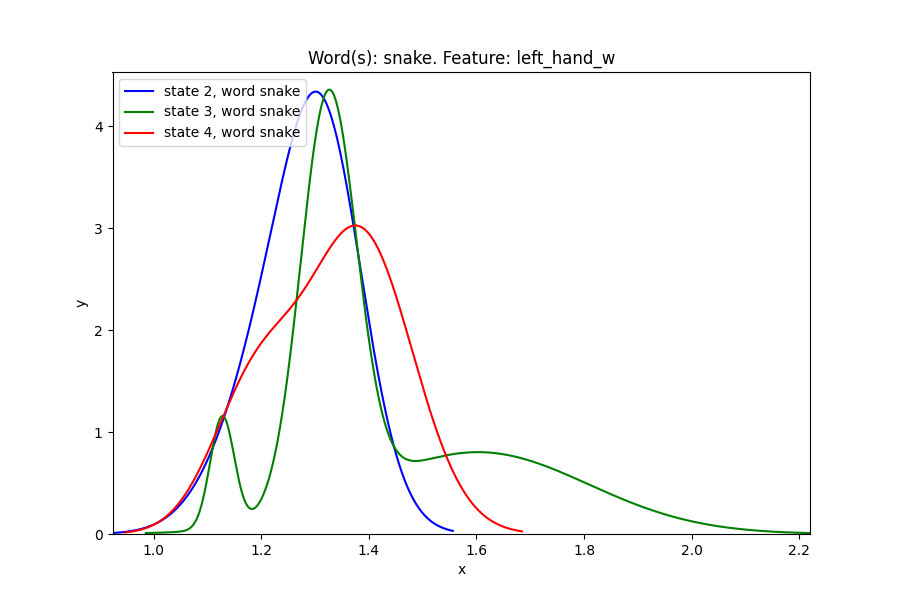 Word(s): snake. Feature: left_hand_w
state 2, word snake
state 3, word snake
state 4, word snake
4
3
2
1
0
y
1.0 1.2 1.4 1.6 1.8 2.0 2.2
x